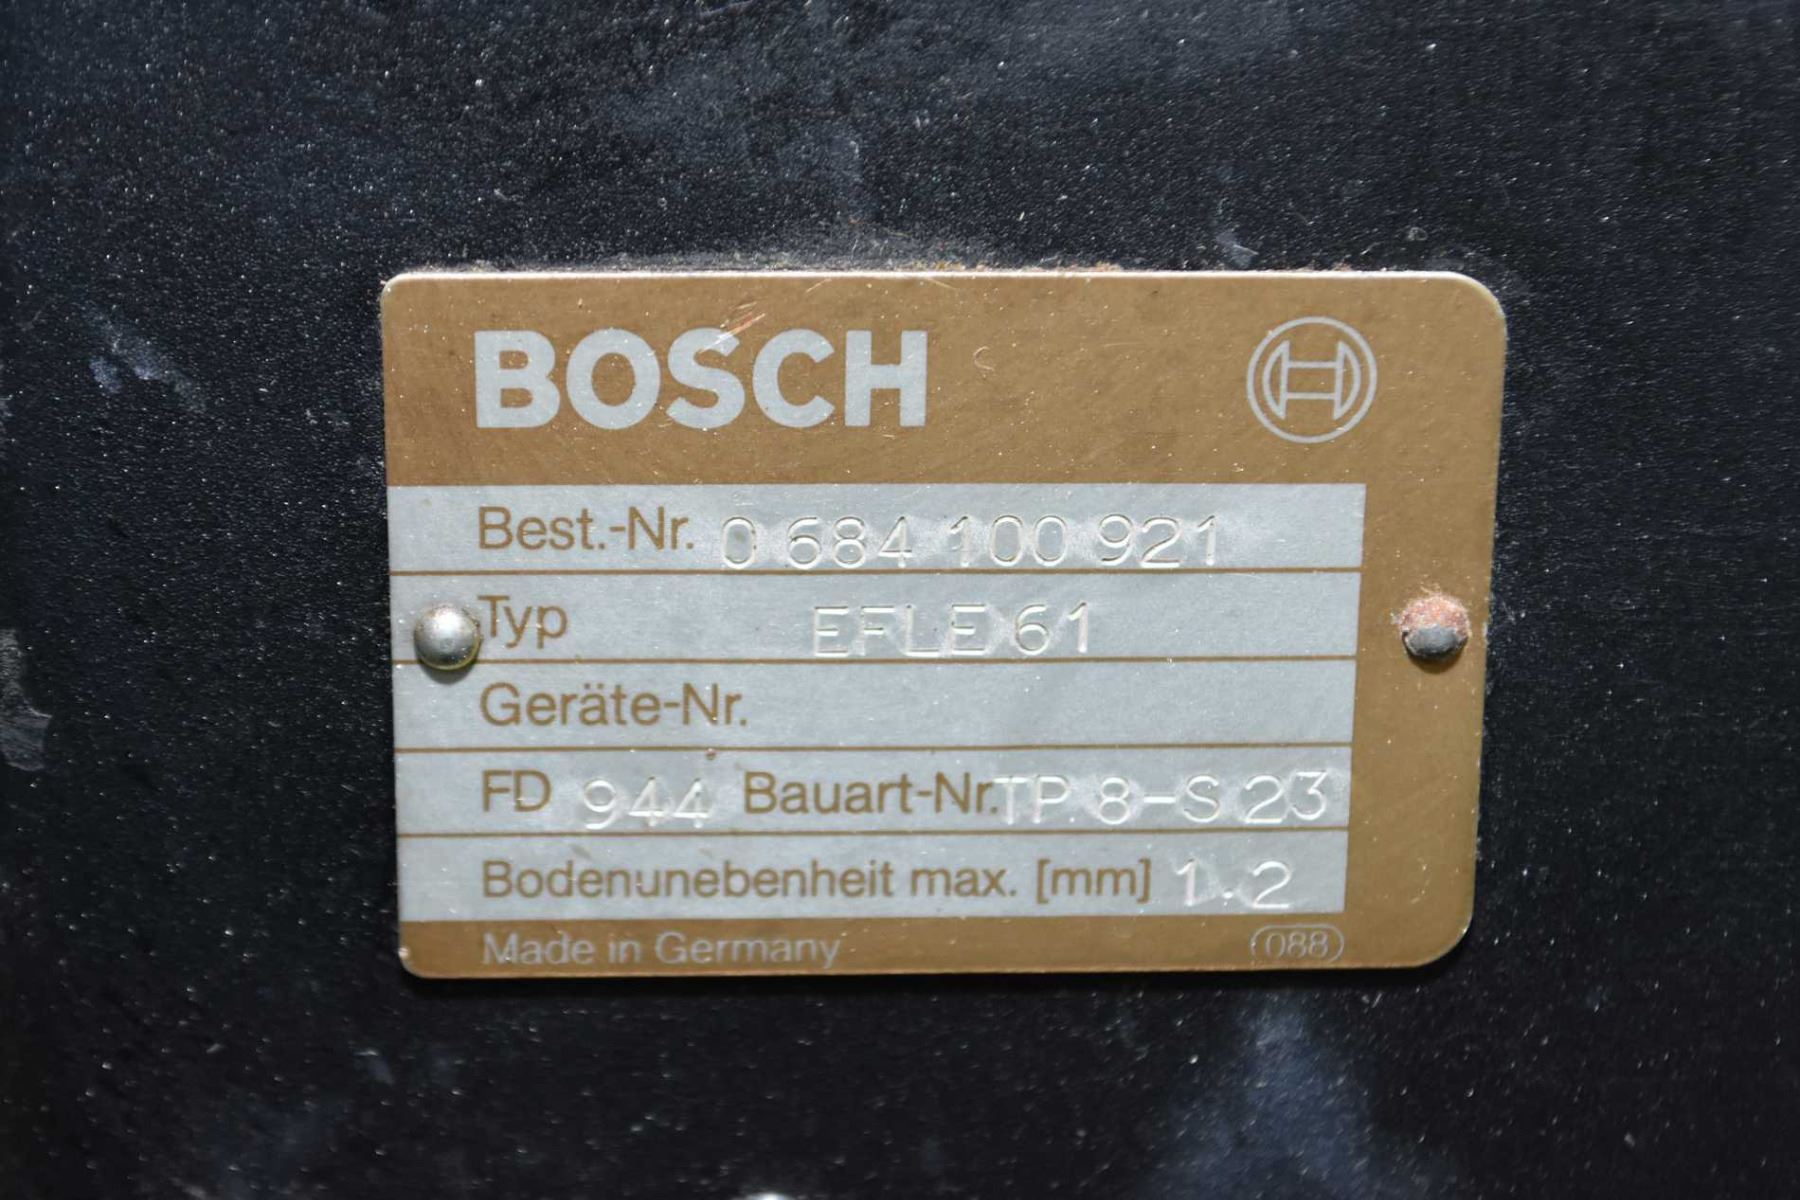 BOSCH
Best.-Nr. 0 684 100 921
Typ EFLE 61
Geräte-Nr.
FD 944 Bauart-Nr. TP. 8-S 23
Bodenunebenheit max. [mm] 1.2
Made in Germany 088